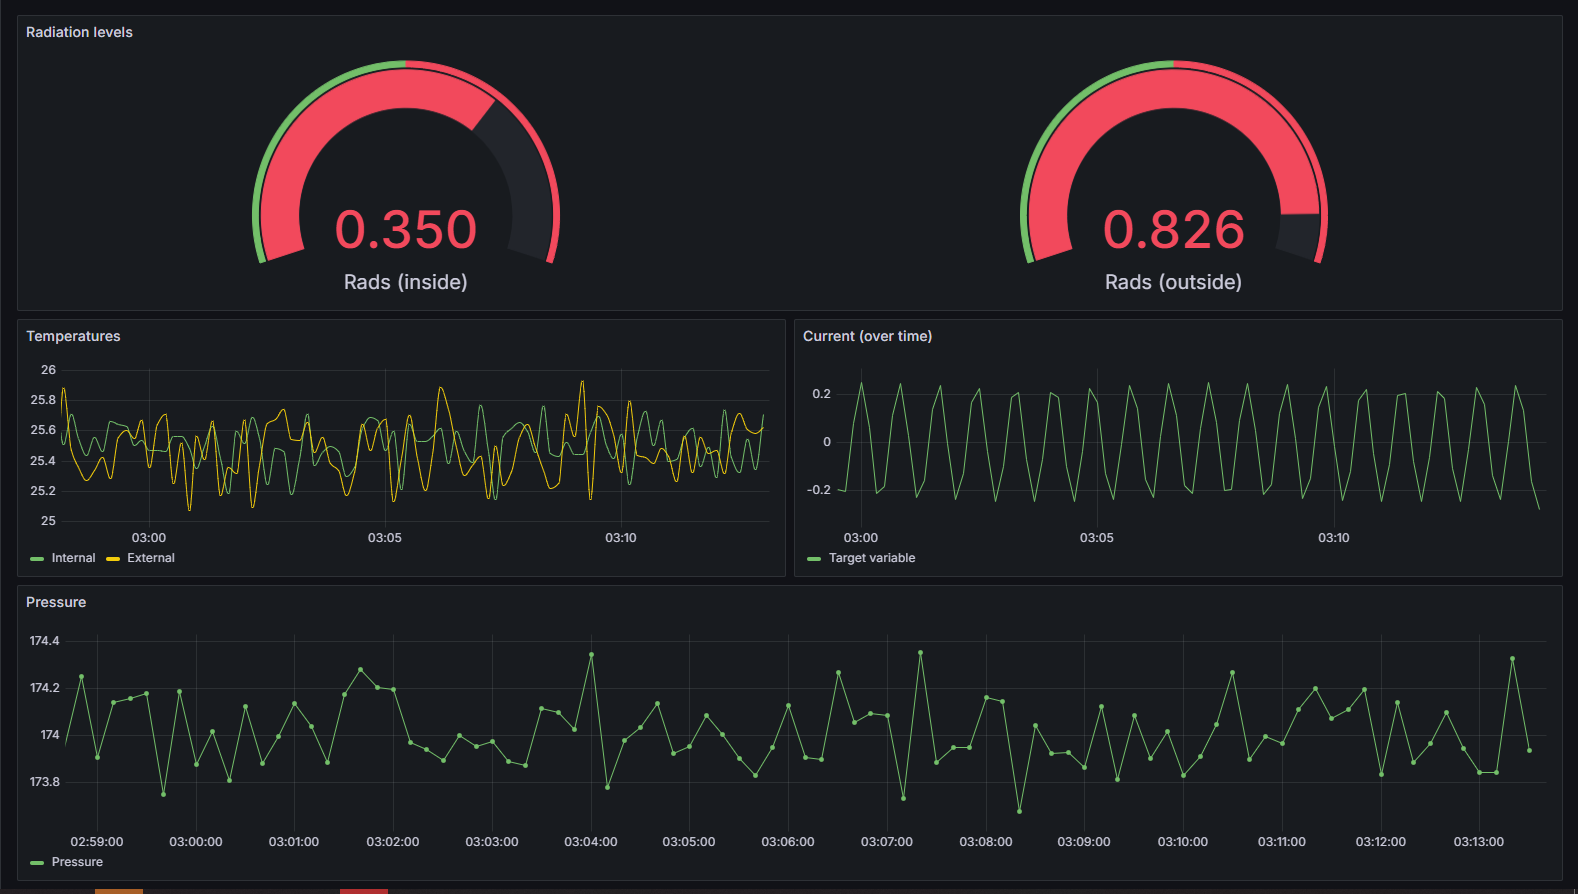 Radiation levels
0.350
Rads (inside)
0.826
Rads (outside)
Temperatures
26
25.8
25.6
25.4
25.2
25
03:00 03:05 03:10
Internal External
Current (over time)
0.2
0
-0.2
03:00 03:05 03:10
Target variable
Pressure
174.4
174.2
174
173.8
02:59:00 03:00:00 03:01:00 03:02:00 03:03:00 03:04:00 03:05:00 03:06:00 03:07:00 03:08:00 03:09:00 03:10:00 03:11:00 03:12:00 03:13:00
Pressure